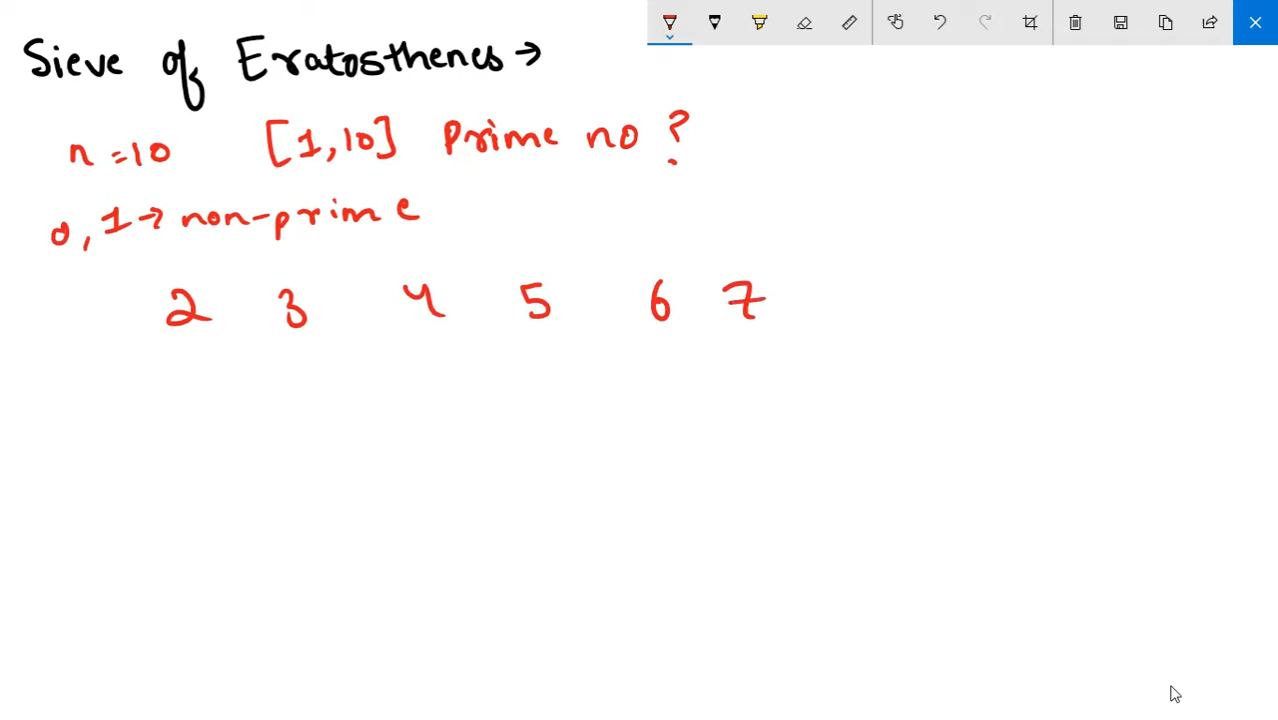 Sieve of Eratosthenes →
n = 10 [1, 10] Prime no ?
0, 1 → non-prime
2 3 4 5 6 7